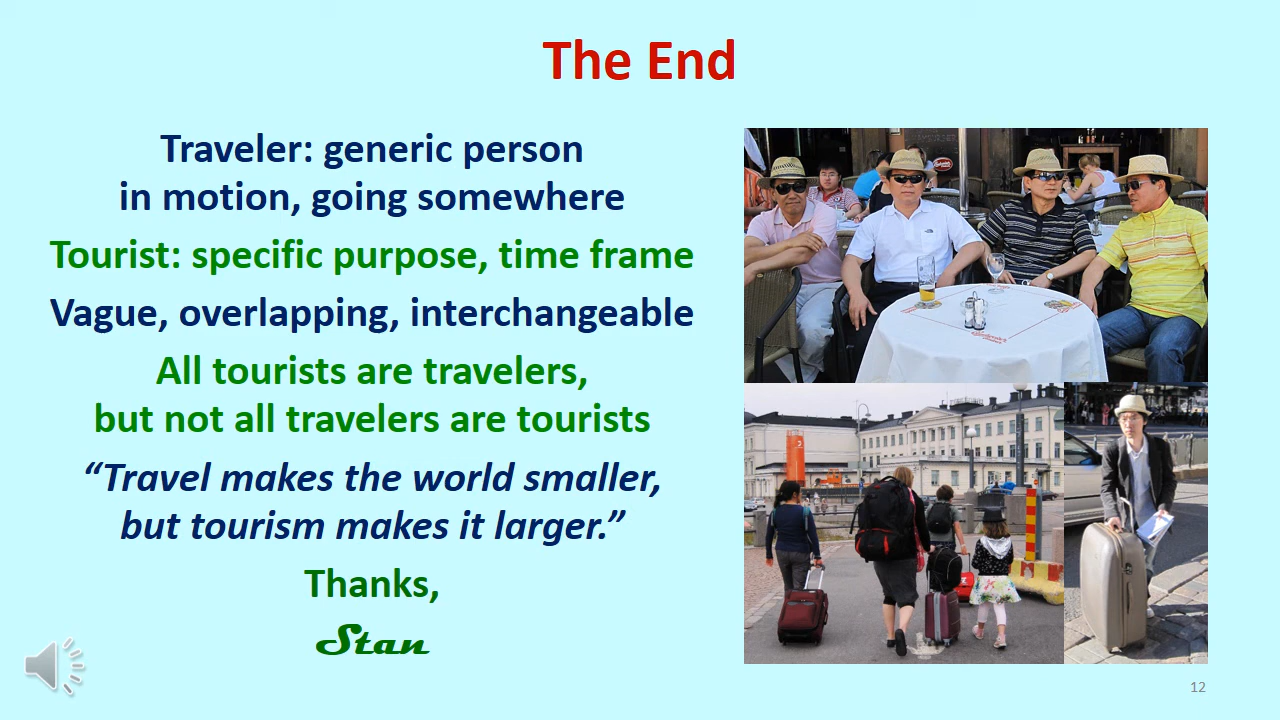 The End
Traveler: generic person
in motion, going somewhere
Tourist: specific purpose, time frame
Vague, overlapping, interchangeable
All tourists are travelers,
but not all travelers are tourists
“Travel makes the world smaller,
but tourism makes it larger.”
Thanks,
Stan
12